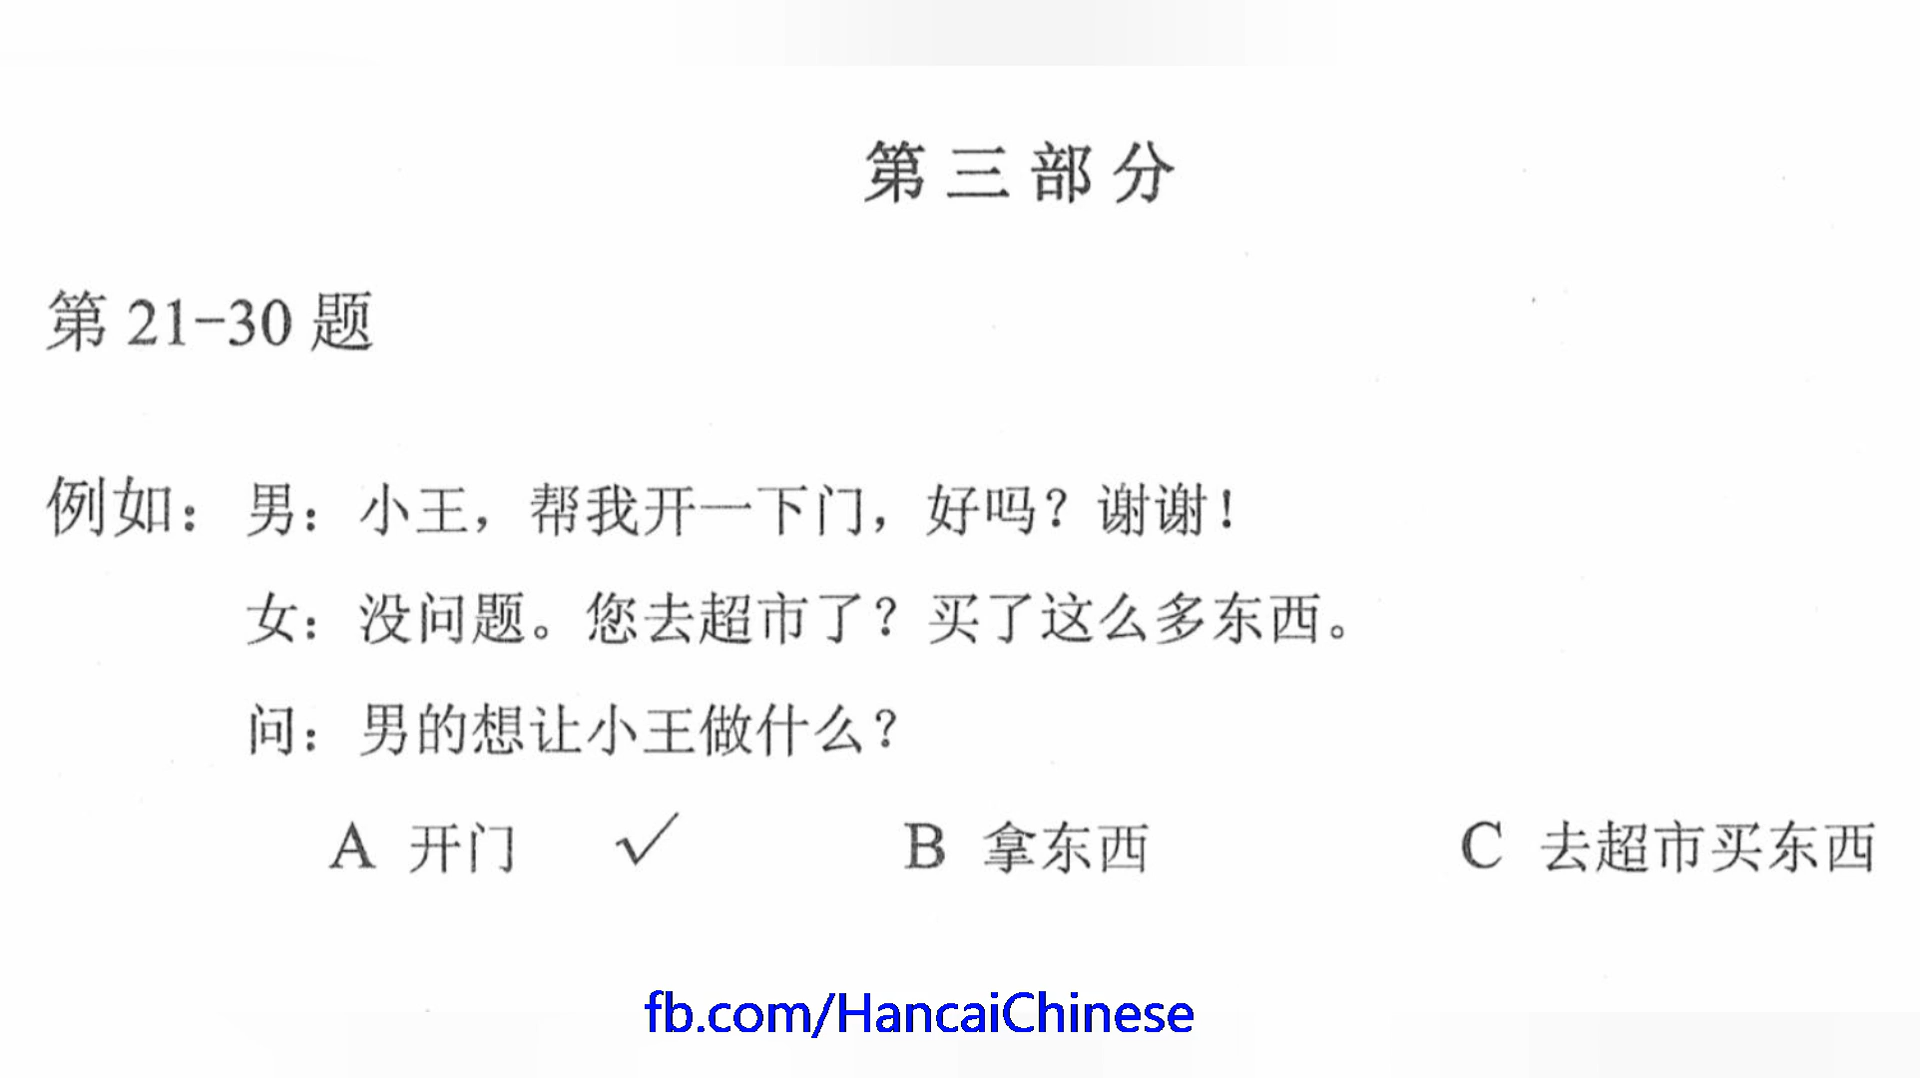 第三部分
第 21-30 题
例如：男：小王，帮我开一下门，好吗？谢谢！
女：没问题。您去超市了？买了这么多东西。
问：男的想让小王做什么？
A 开门 √ B 拿东西 C 去超市买东西
fb.com/HancaiChinese